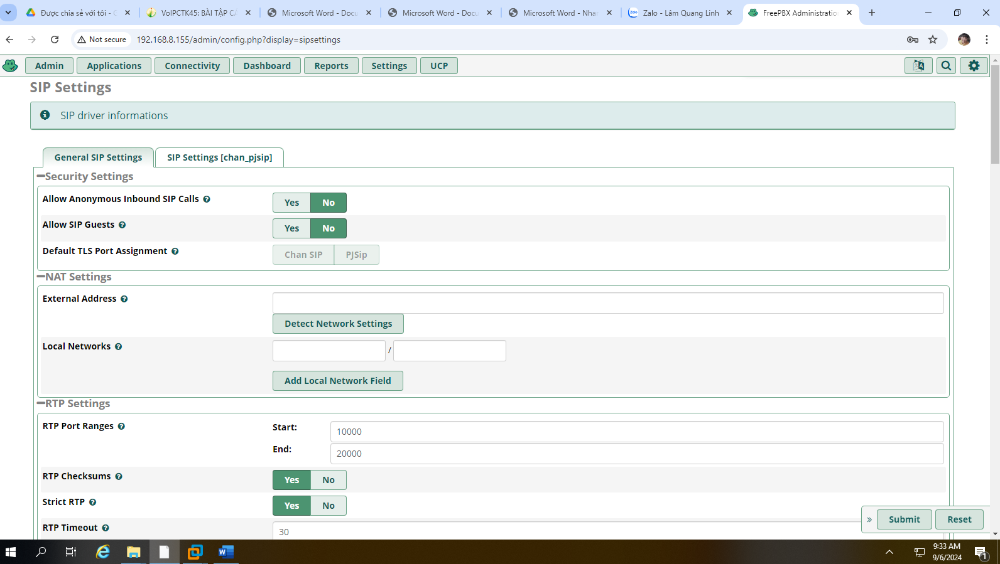 Được chia sẻ với tôi - G
VoIPCTK45: BÀI TẬP CÁ
Microsoft Word - Docu
Microsoft Word - Docu
Microsoft Word - Nhan
Zalo - Lâm Quang Linh
FreePBX Administratio
Not secure
192.168.8.155/admin/config.php?display=sipsettings
Admin
Applications
Connectivity
Dashboard
Reports
Settings
UCP
SIP Settings
SIP driver informations
General SIP Settings
SIP Settings [chan_pjsip]
Security Settings
Allow Anonymous Inbound SIP Calls
Yes No
Allow SIP Guests
Yes No
Default TLS Port Assignment
Chan SIP PJSip
NAT Settings
External Address
Detect Network Settings
Local Networks
/
Add Local Network Field
RTP Settings
RTP Port Ranges
Start: 10000
End: 20000
RTP Checksums
Yes No
Strict RTP
Yes No
RTP Timeout
30
» Submit Reset
9:33 AM
9/6/2024
1